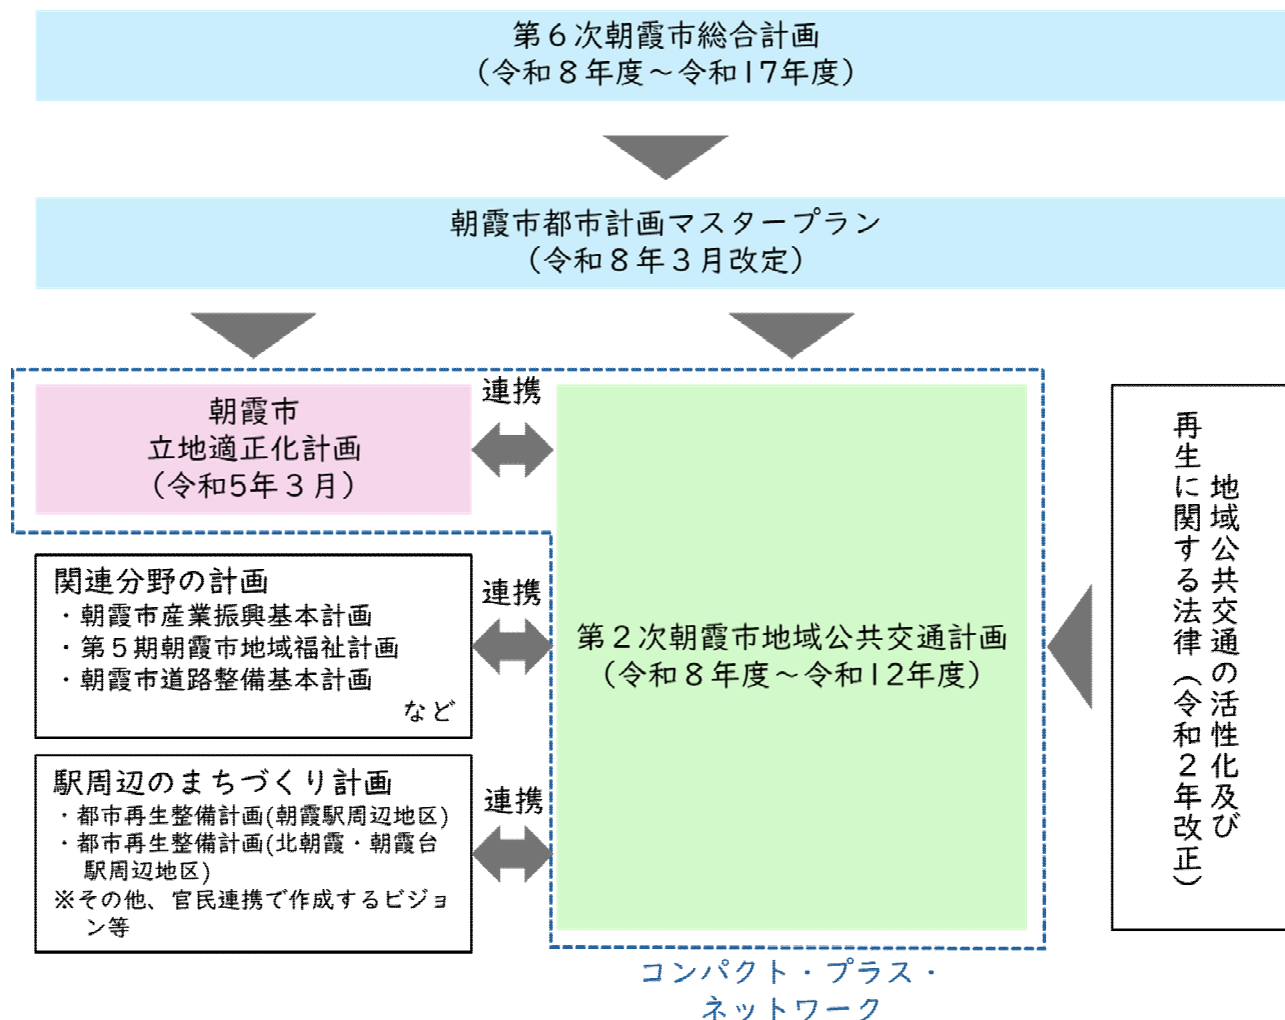 第６次朝霞市総合計画
（令和８年度～令和17年度）
朝霞市都市計画マスタープラン
（令和８年３月改定）
朝霞市
立地適正化計画
（令和5年３月）
連携
関連分野の計画
・朝霞市産業振興基本計画
・第５期朝霞市地域福祉計画
・朝霞市道路整備基本計画
など
連携
駅周辺のまちづくり計画
・都市再生整備計画(朝霞駅周辺地区)
・都市再生整備計画(北朝霞・朝霞台
駅周辺地区)
※その他、官民連携で作成するビジョ
ン等
連携
第２次朝霞市地域公共交通計画
（令和８年度～令和12年度）
地域公共交通の活性化及び
再生に関する法律（令和２年改正）
コンパクト・プラス・
ネットワーク